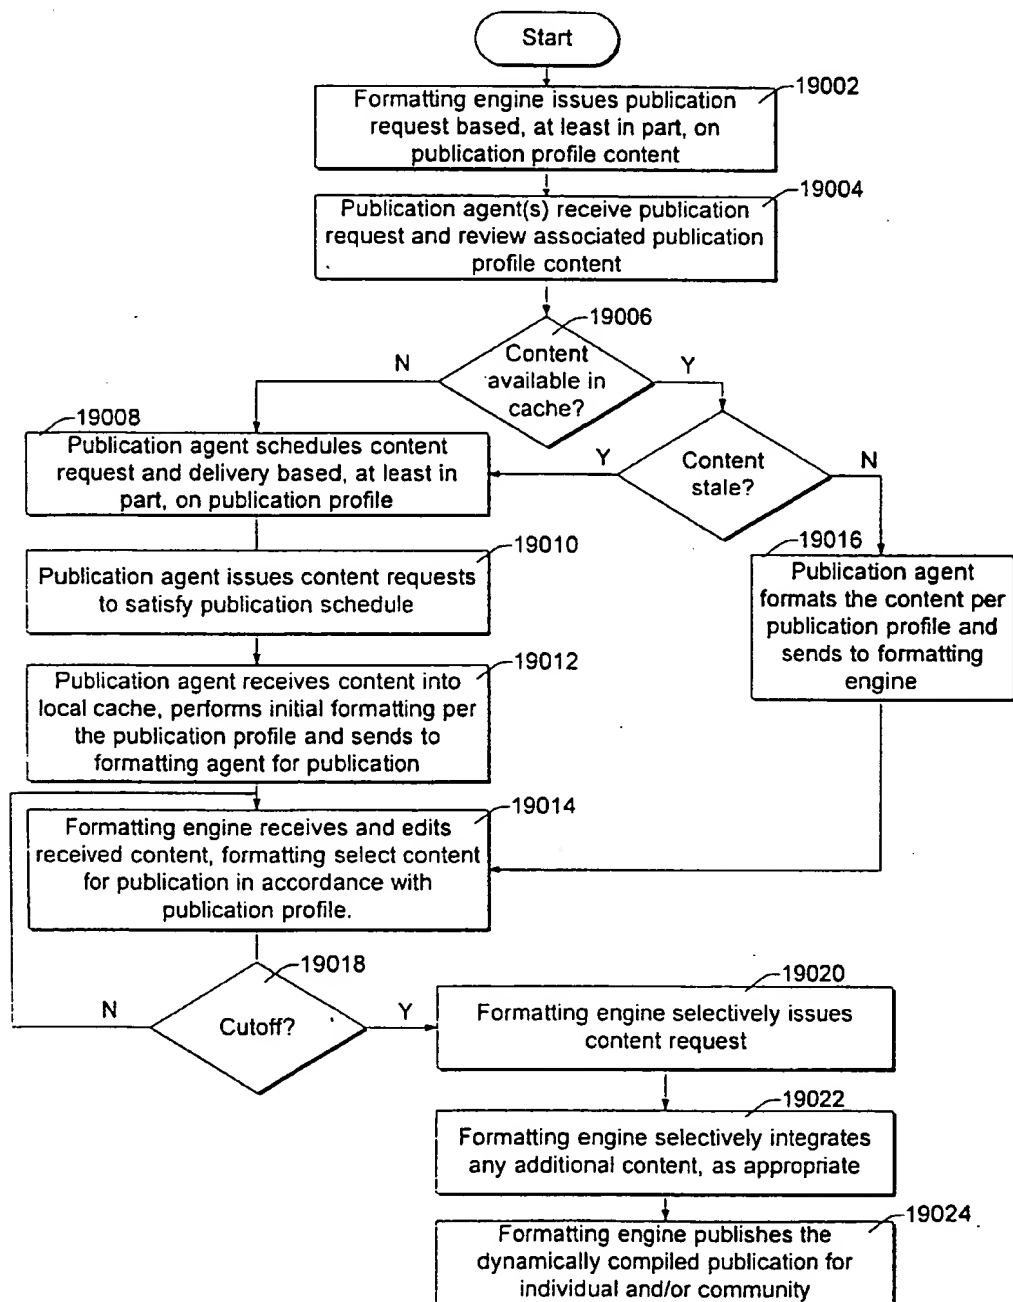 Start
19002
Formatting engine issues publication
request based, at least in part, on
publication profile content
19004
Publication agent(s) receive publication
request and review associated publication
profile content
19006
Content
available in
cache?
N
Y
19008
Publication agent schedules content
request and delivery based, at least in
part, on publication profile
Y
Content
stale?
N
19010
Publication agent issues content requests
to satisfy publication schedule
19016
Publication agent
formats the content per
publication profile and
sends to formatting
engine
19012
Publication agent receives content into
local cache, performs initial formatting per
the publication profile and sends to
formatting agent for publication
19014
Formatting engine receives and edits
received content, formatting select content
for publication in accordance with
publication profile.
19018
Cutoff?
N
Y
19020
Formatting engine selectively issues
content request
19022
Formatting engine selectively integrates
any additional content, as appropriate
19024
Formatting engine publishes the
dynamically compiled publication for
individual and/or community